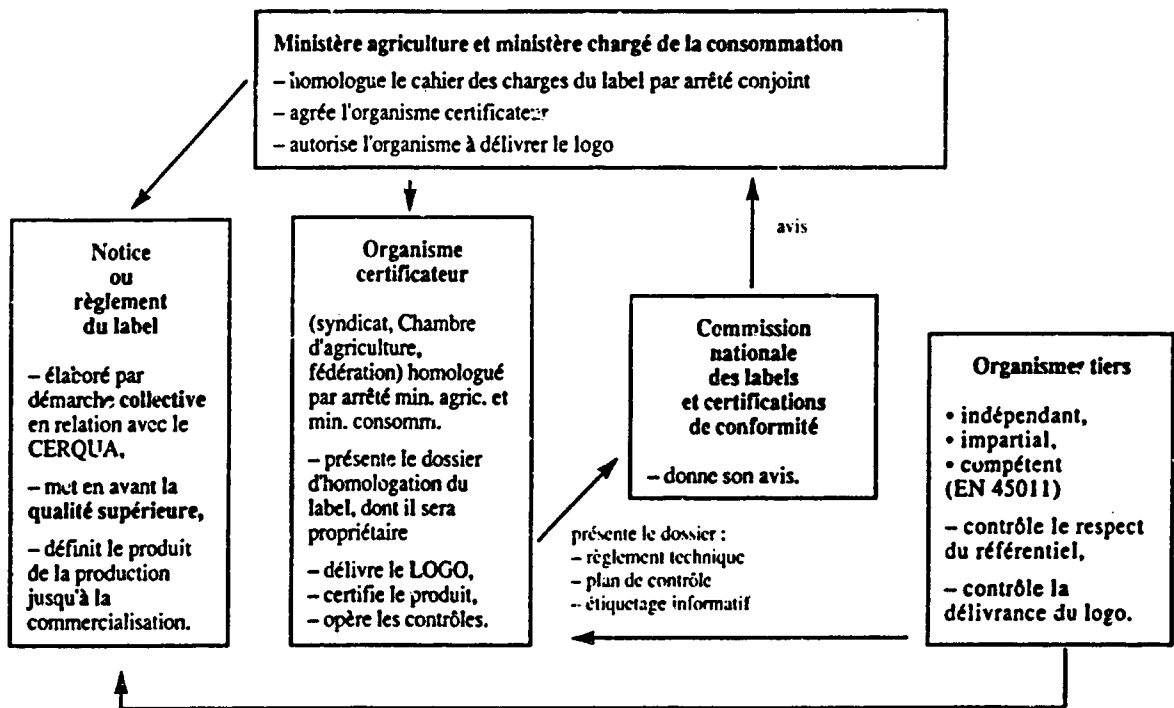 Ministère agriculture et ministère chargé de la consommation
– homologue le cahier des charges du label par arrêté conjoint
– agrée l'organisme certificateur
– autorise l'organisme à délivrer le logo
avis
Notice
ou
règlement
du label
– élaboré par
démarche collective
en relation avec le
CERQUA,
– met en avant la
qualité supérieure,
– définit le produit
de la production
jusqu'à la
commercialisation.
Organisme
certificateur
(syndicat, Chambre
d'agriculture,
fédération) homologué
par arrêté min. agric. et
min. consomm.
– présente le dossier
d'homologation du
label, dont il sera
propriétaire
– délivre le LOGO,
– certifie le produit,
– opère les contrôles.
Commission
nationale
des labels
et certifications
de conformité
– donne son avis.
présente le dossier :
– règlement technique
– plan de contrôle
– étiquetage informatif
Organismes tiers
• indépendant,
• impartial,
• compétent
(EN 45011)
– contrôle le respect
du référentiel,
– contrôle la
délivrance du logo.